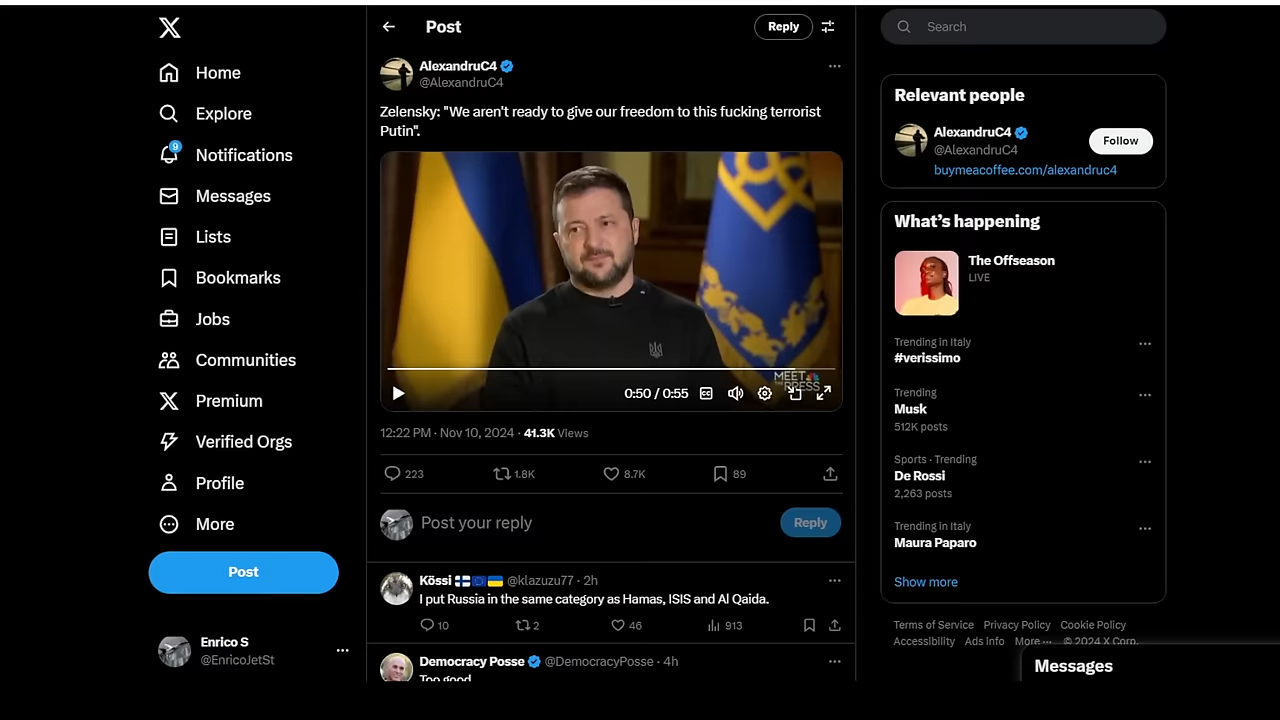 Home
Explore
9
Notifications
Messages
Lists
Bookmarks
Jobs
Communities
Premium
Verified Orgs
Profile
More
Post
Enrico S
@EnricoJetSt
Post
Reply
AlexandruC4
@AlexandruC4
Zelensky: "We aren't ready to give our freedom to this fucking terrorist
Putin".
MEET
THE PRESS
0:50 / 0:55
12:22 PM · Nov 10, 2024 · 41.3K Views
223
1.8K
8.7K
89
Post your reply
Reply
Kössi @klazuzu77 · 2h
I put Russia in the same category as Hamas, ISIS and Al Qaida.
10
2
46
913
Democracy Posse @DemocracyPosse · 4h
Too good
Search
Relevant people
AlexandruC4
@AlexandruC4
Follow
buymeacoffee.com/alexandruc4
What's happening
The Offseason
LIVE
Trending in Italy
#verissimo
Trending
Musk
512K posts
Sports · Trending
De Rossi
2,263 posts
Trending in Italy
Maura Paparo
Show more
Terms of Service Privacy Policy Cookie Policy
Accessibility Ads info More ··· © 2024 X Corp.
Messages